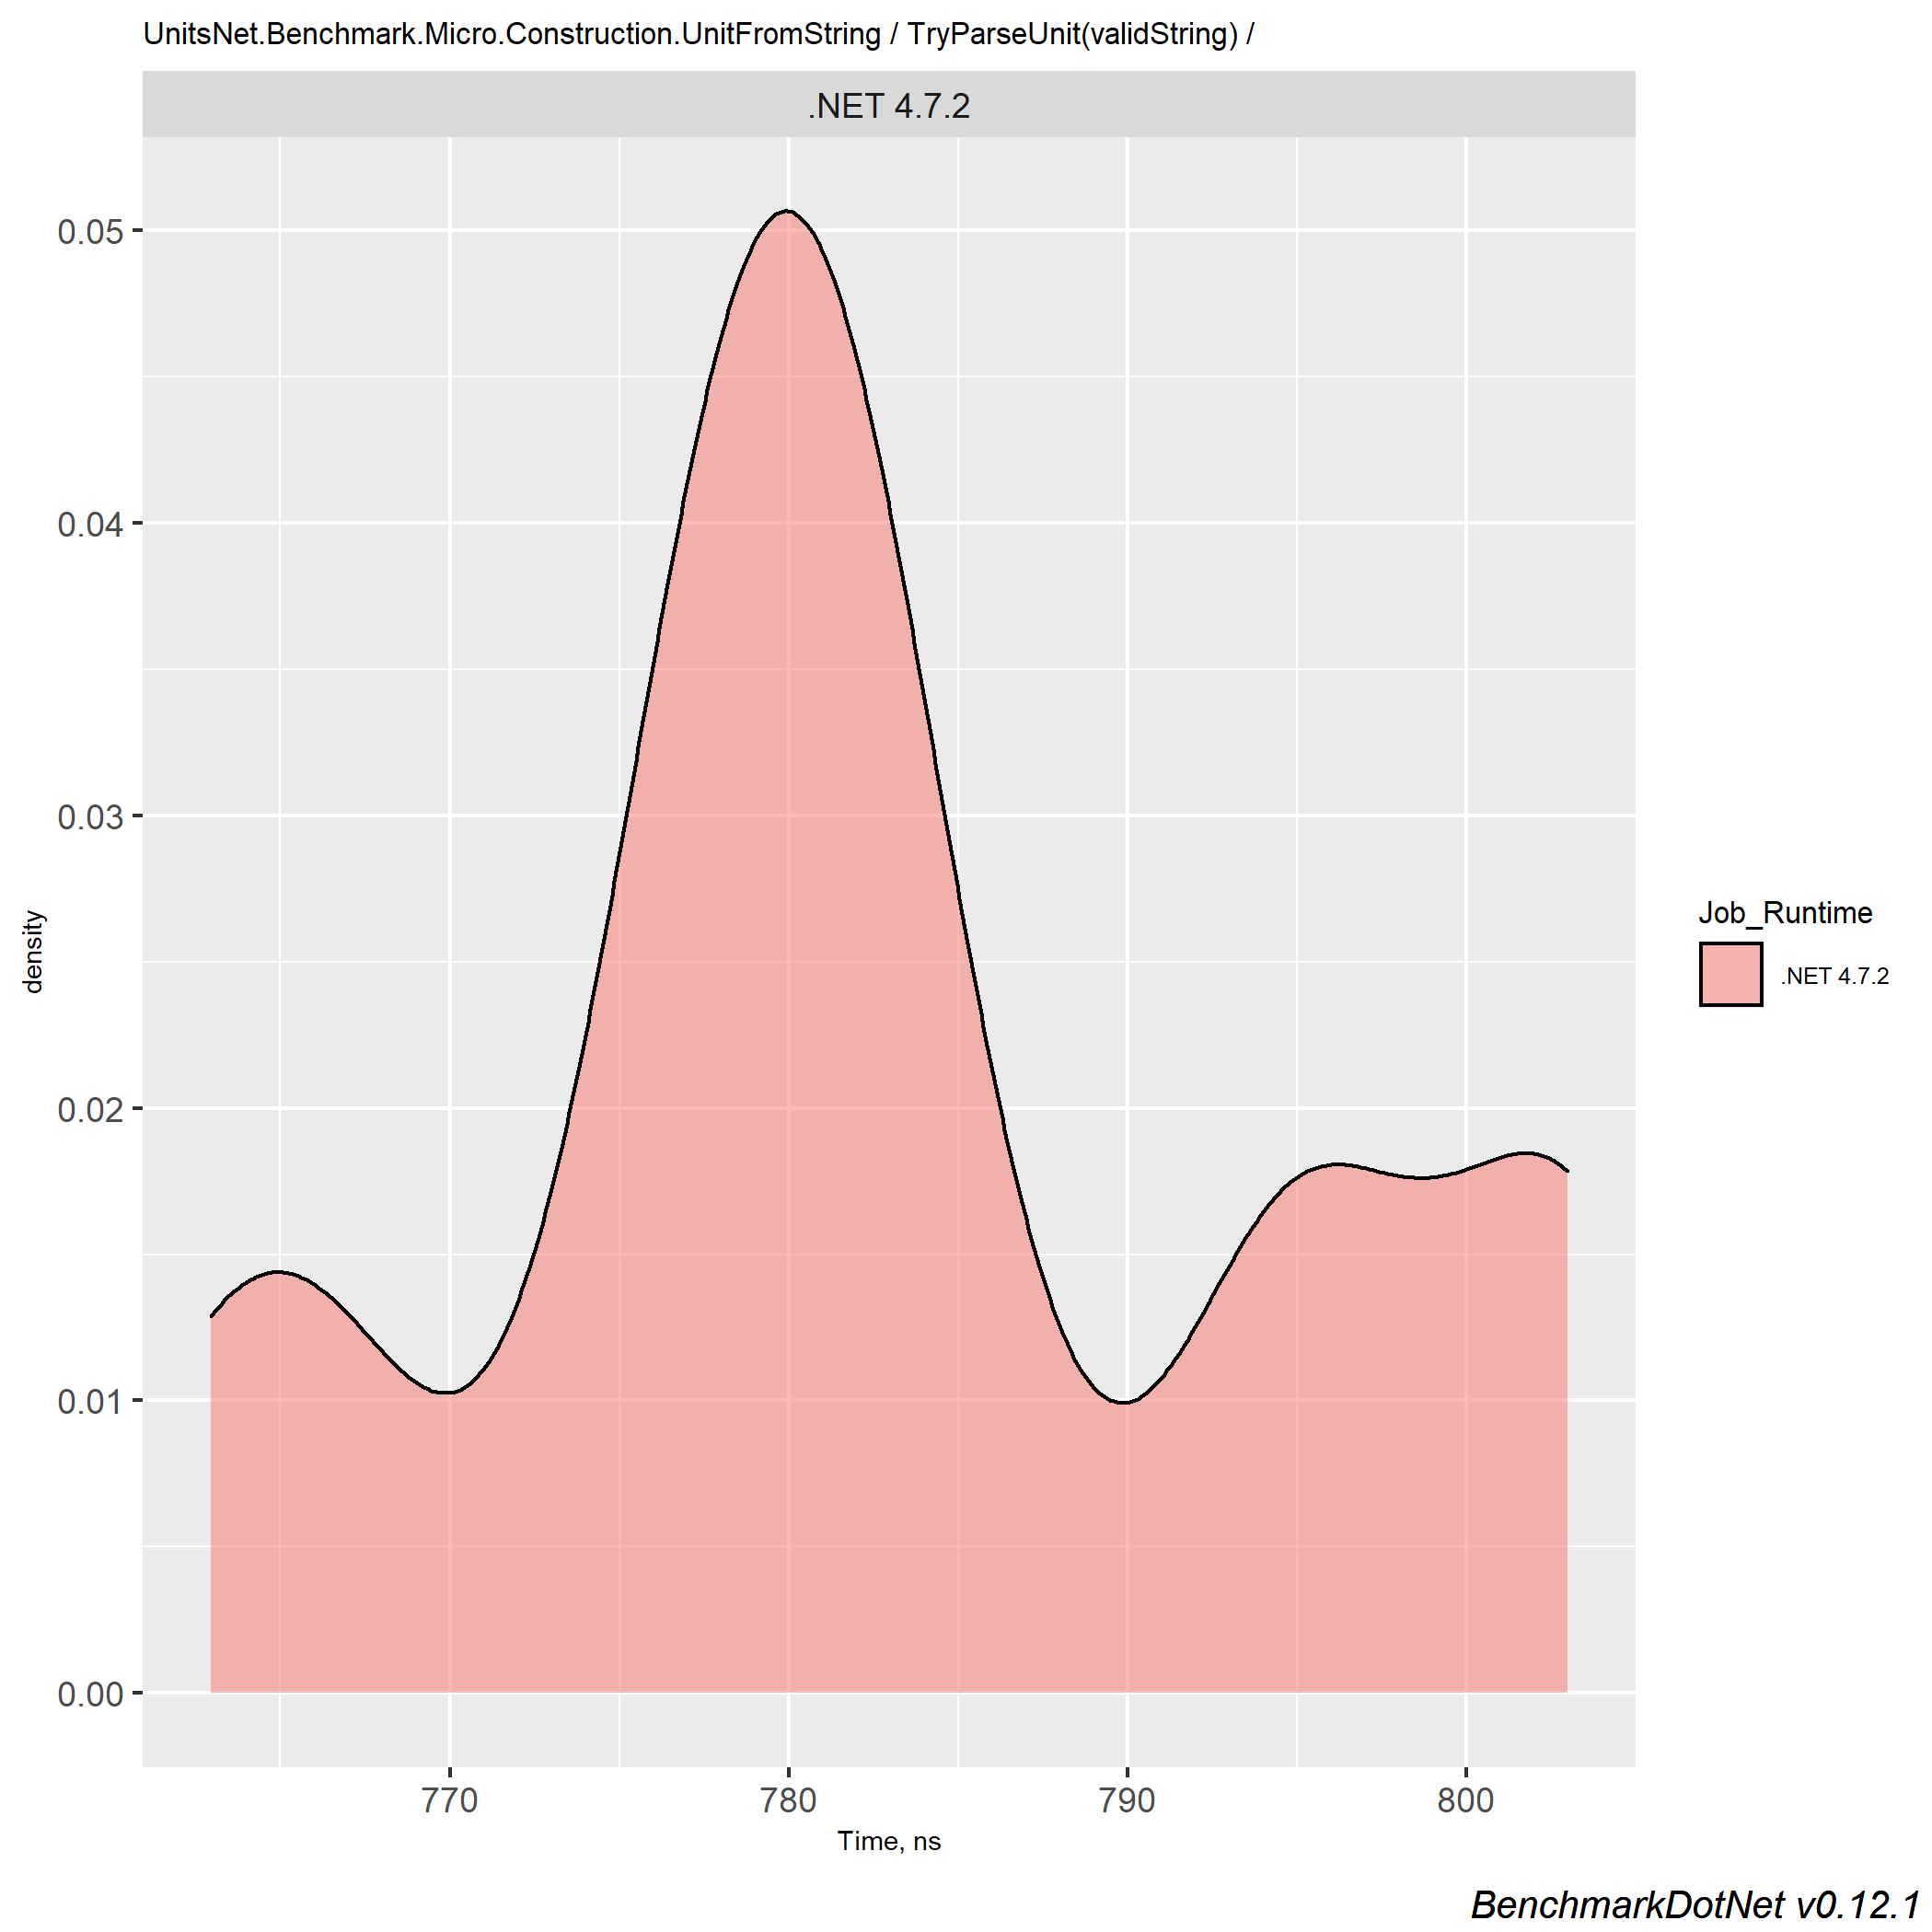 UnitsNet.Benchmark.Micro.Construction.UnitFromString / TryParseUnit(validString) /
.NET 4.7.2
0.05
0.04
0.03
0.02
0.01
0.00
density
770 780 790 800
Time, ns
Job_Runtime
.NET 4.7.2
BenchmarkDotNet v0.12.1